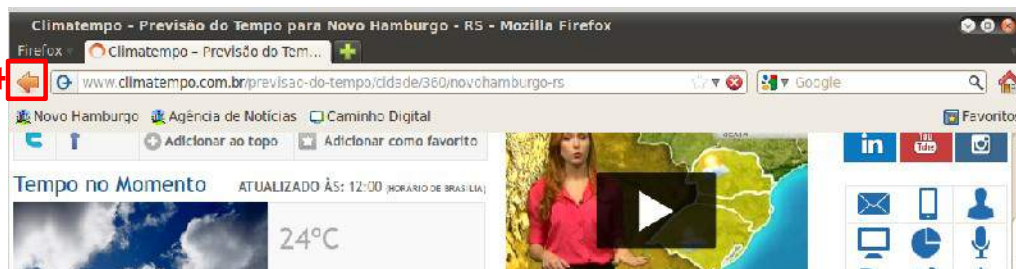 Climatempo – Previsão do Tempo para Novo Hamburgo - RS - Mozilla Firefox
Firefox
Climatempo – Previsão do Tem...
www.climatempo.com.br/previsao-do-tempo/cidade/360/novohamburgo-rs
Google
Novo Hamburgo Agência de Notícias Caminho Digital
Favoritos
Adicionar ao topo Adicionar como favorito
in You Tube
Tempo no Momento ATUALIZADO ÀS: 12:00 (HORÁRIO DE BRASÍLIA)
24°C